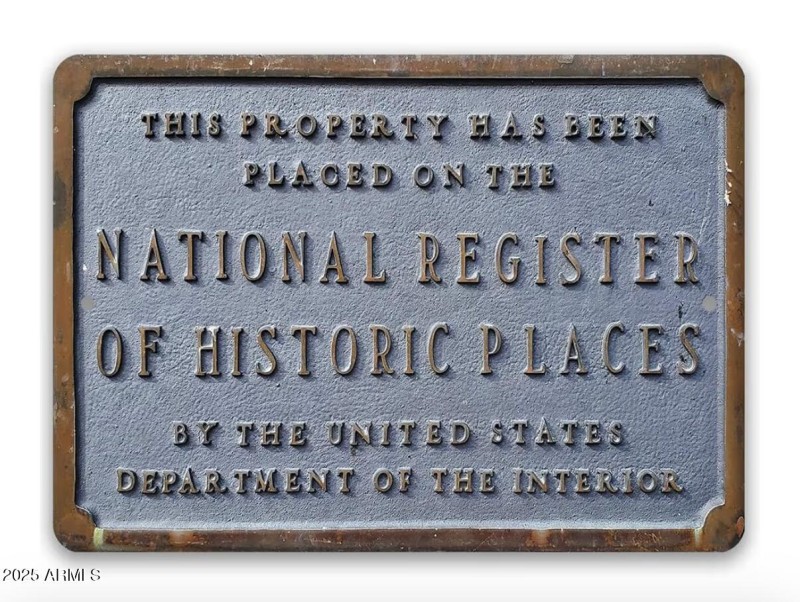 THIS PROPERTY HAS BEEN
PLACED ON THE
NATIONAL REGISTER
OF HISTORIC PLACES
BY THE UNITED STATES
DEPARTMENT OF THE INTERIOR
2025 ARMLS